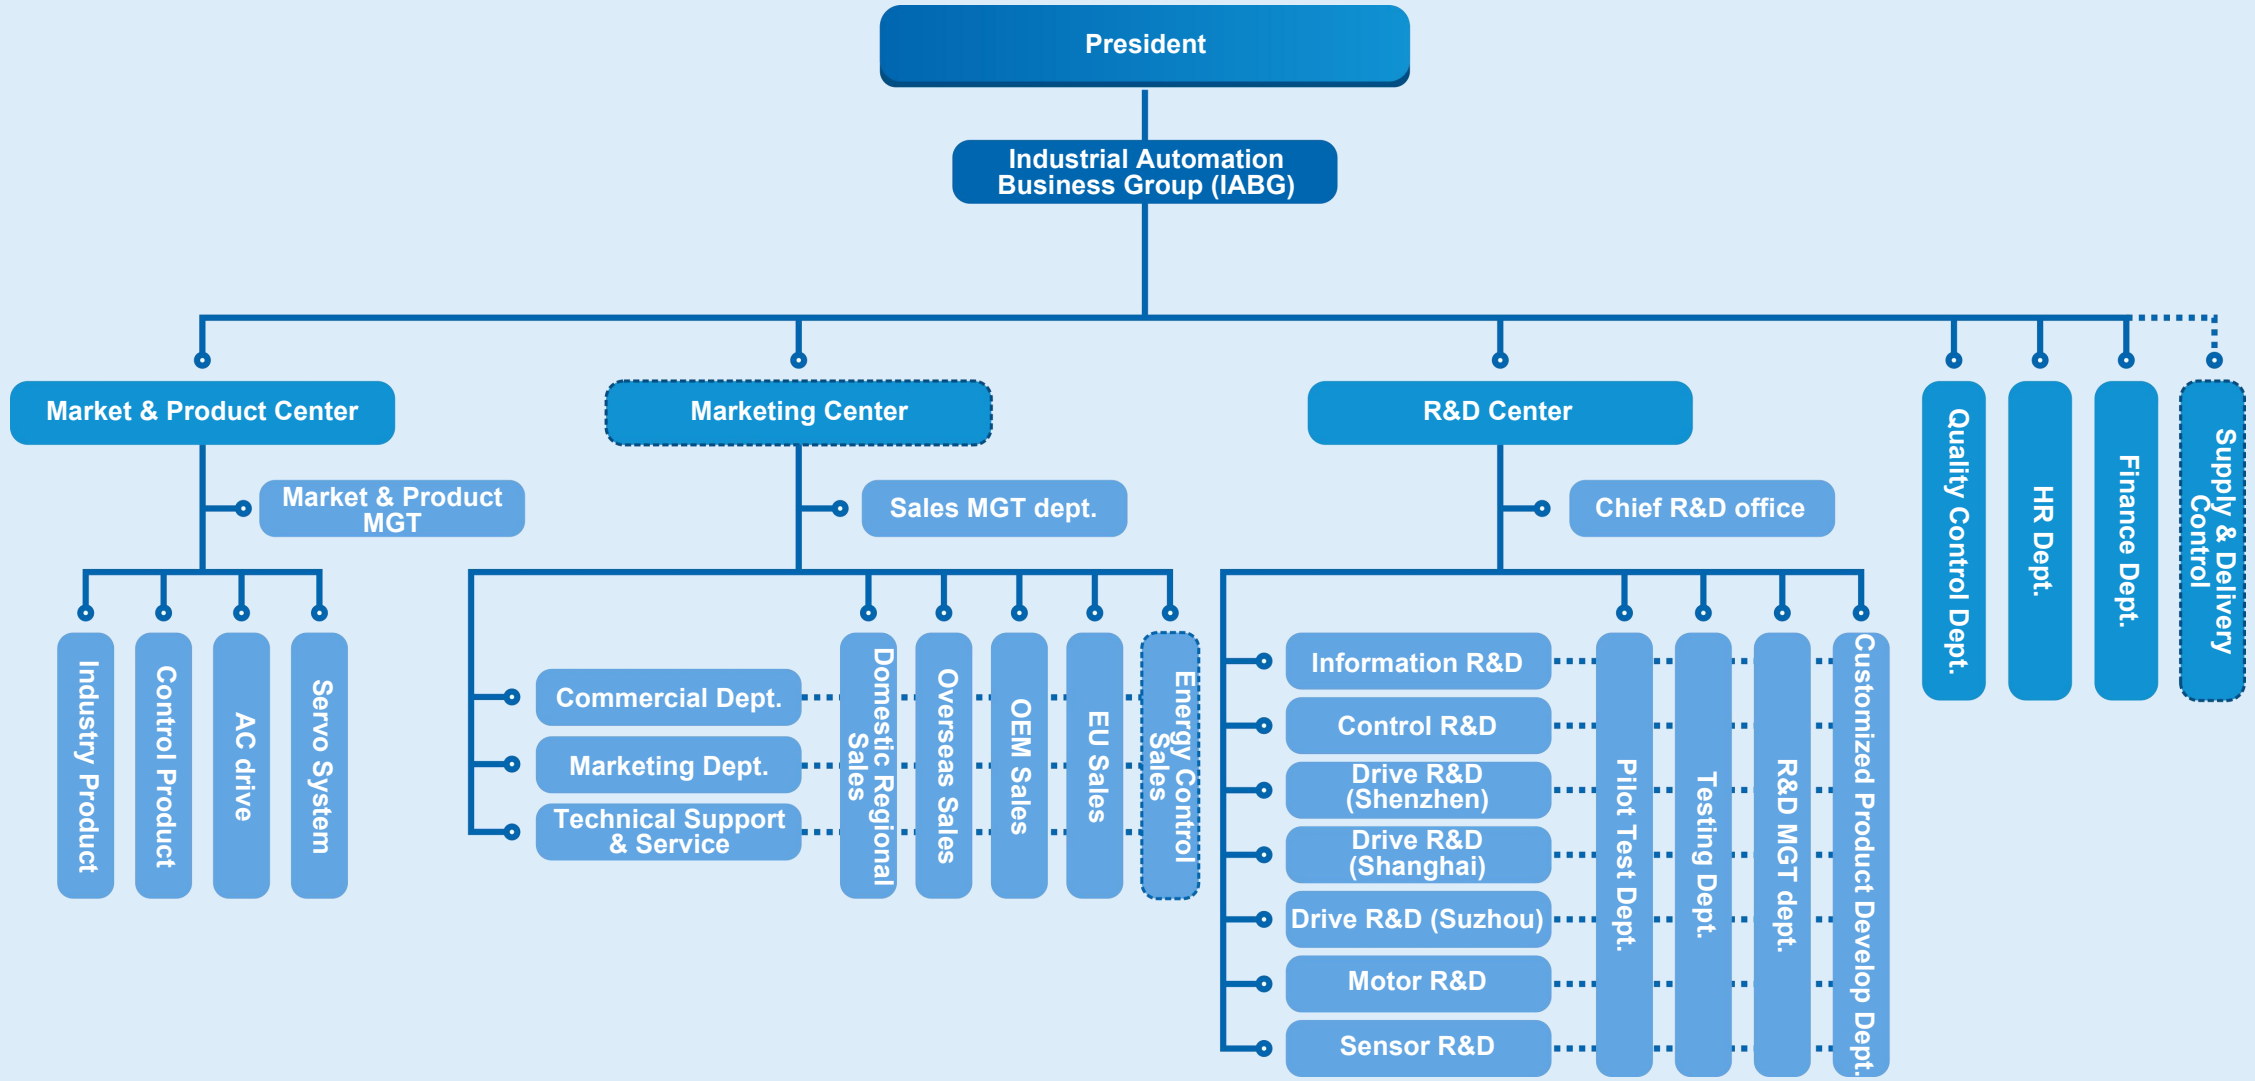 President
Industrial Automation
Business Group (IABG)
Market & Product Center
Marketing Center
R&D Center
Quality Control Dept.
HR Dept.
Finance Dept.
Supply & Delivery
Control
Market & Product
MGT
Sales MGT dept.
Chief R&D office
Industry Product
Control Product
AC drive
Servo System
Commercial Dept.
Marketing Dept.
Technical Support
& Service
Domestic Regional
Sales
Overseas Sales
OEM Sales
EU Sales
Energy Control
Sales
Information R&D
Control R&D
Drive R&D
(Shenzhen)
Drive R&D
(Shanghai)
Drive R&D (Suzhou)
Motor R&D
Sensor R&D
Pilot Test Dept.
Testing Dept.
R&D MGT dept.
Customized Product Develop Dept.